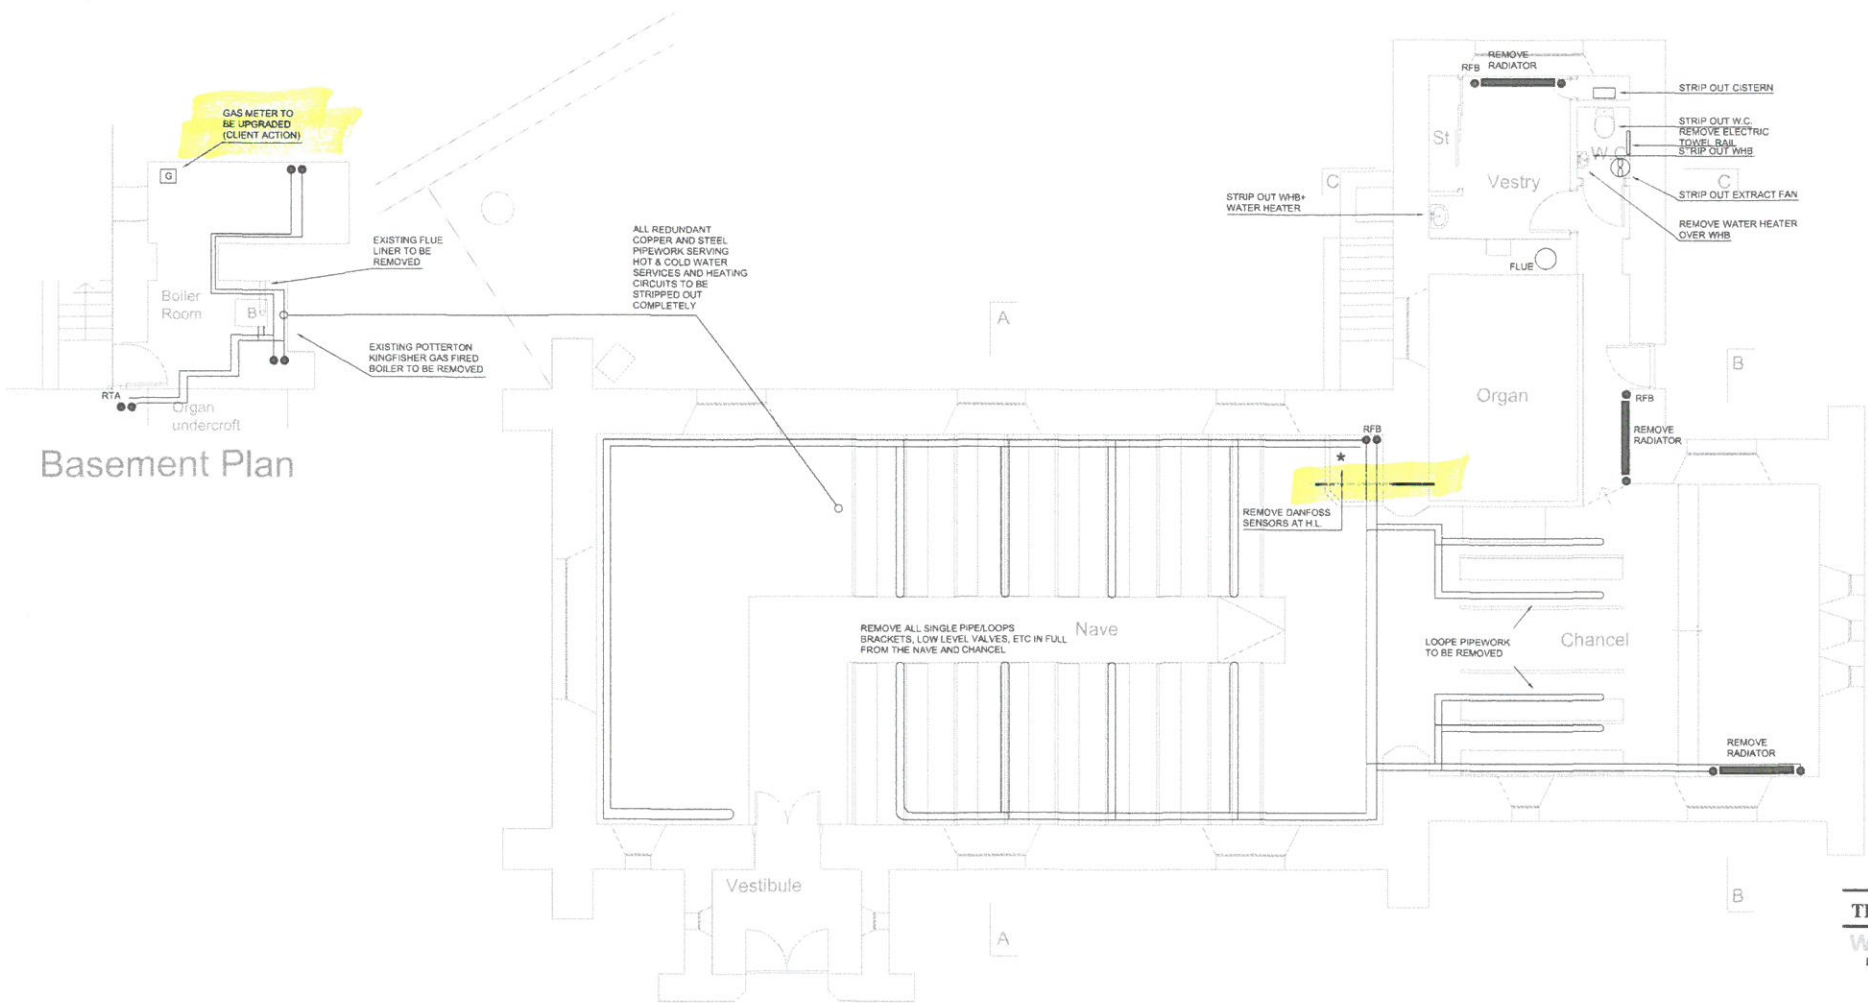 GAS METER TO
BE UPGRADED
(CLIENT ACTION)
G
EXISTING FLUE
LINER TO BE
REMOVED
Boiler
Room
B
EXISTING POTTERTON
KINGFISHER GAS FIRED
BOILER TO BE REMOVED
RTA
Organ
undercroft
Basement Plan
ALL REDUNDANT
COPPER AND STEEL
PIPEWORK SERVING
HOT & COLD WATER
SERVICES AND HEATING
CIRCUITS TO BE
STRIPPED OUT
COMPLETELY
A
RFB
REMOVE
RADIATOR
STRIP OUT CISTERN
STRIP OUT W.C.
REMOVE ELECTRIC
TOWEL RAIL
STRIP OUT WHB
St
W.C
Vestry
C
C
STRIP OUT EXTRACT FAN
STRIP OUT WHB+
WATER HEATER
REMOVE WATER HEATER
OVER WHB
FLUE
B
Organ
RFB
REMOVE
RADIATOR
RFB
*
REMOVE DANFOSS
SENSORS AT H.L.
REMOVE ALL SINGLE PIPE/LOOPS
BRACKETS, LOW LEVEL VALVES, ETC IN FULL
FROM THE NAVE AND CHANCEL
Nave
LOOPE PIPEWORK
TO BE REMOVED
Chancel
REMOVE
RADIATOR
Vestibule
A
B